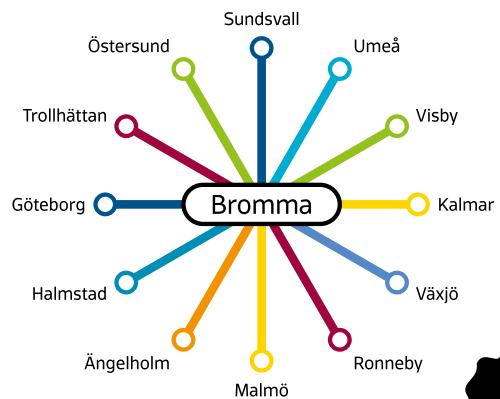 Sundsvall
Östersund
Umeå
Trollhättan
Visby
Göteborg
Bromma
Kalmar
Halmstad
Växjö
Ängelholm
Ronneby
Malmö